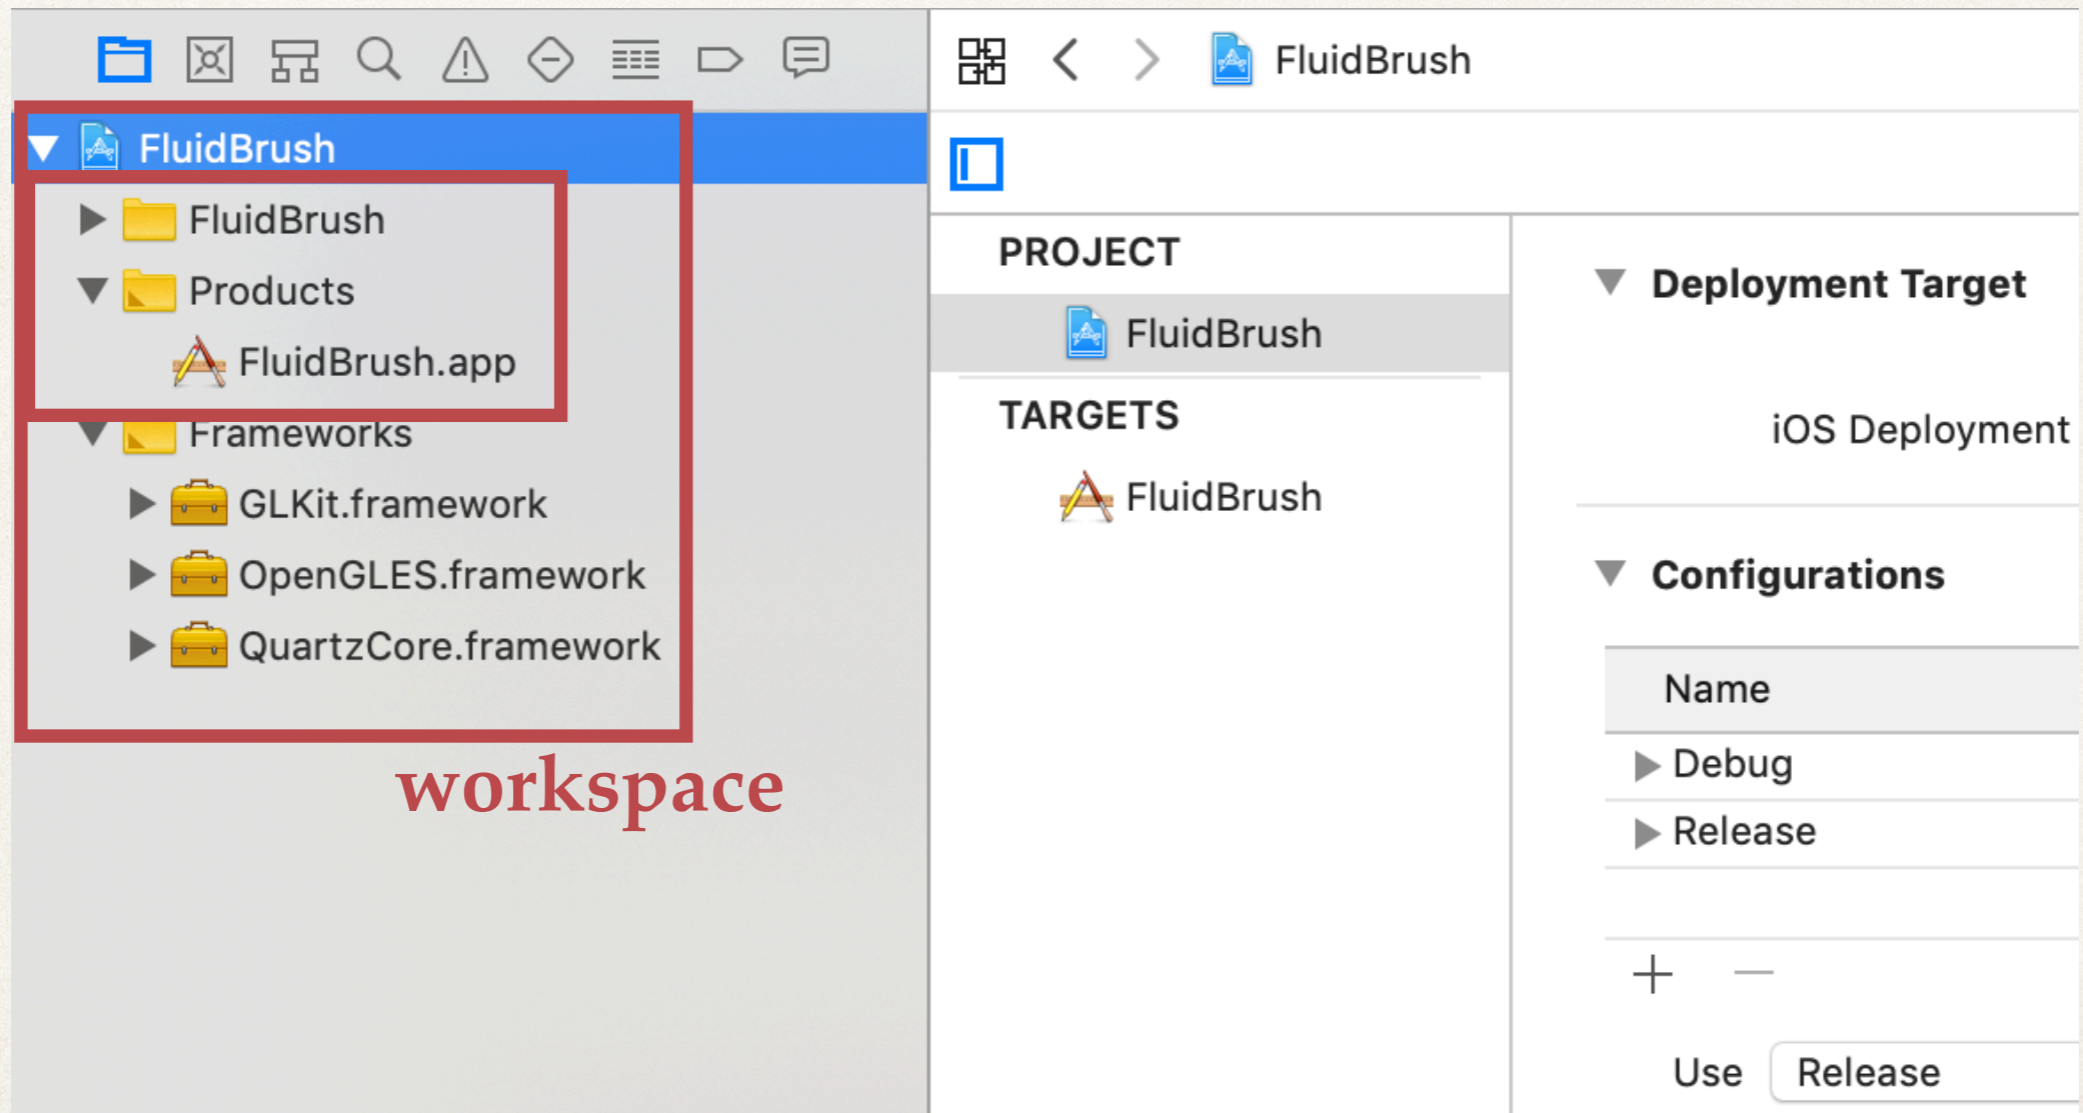 FluidBrush
FluidBrush
Products
FluidBrush.app
Frameworks
GLKit.framework
OpenGLES.framework
QuartzCore.framework
workspace
FluidBrush
PROJECT
FluidBrush
TARGETS
FluidBrush
Deployment Target
iOS Deployment
Configurations
Name
Debug
Release
Use Release